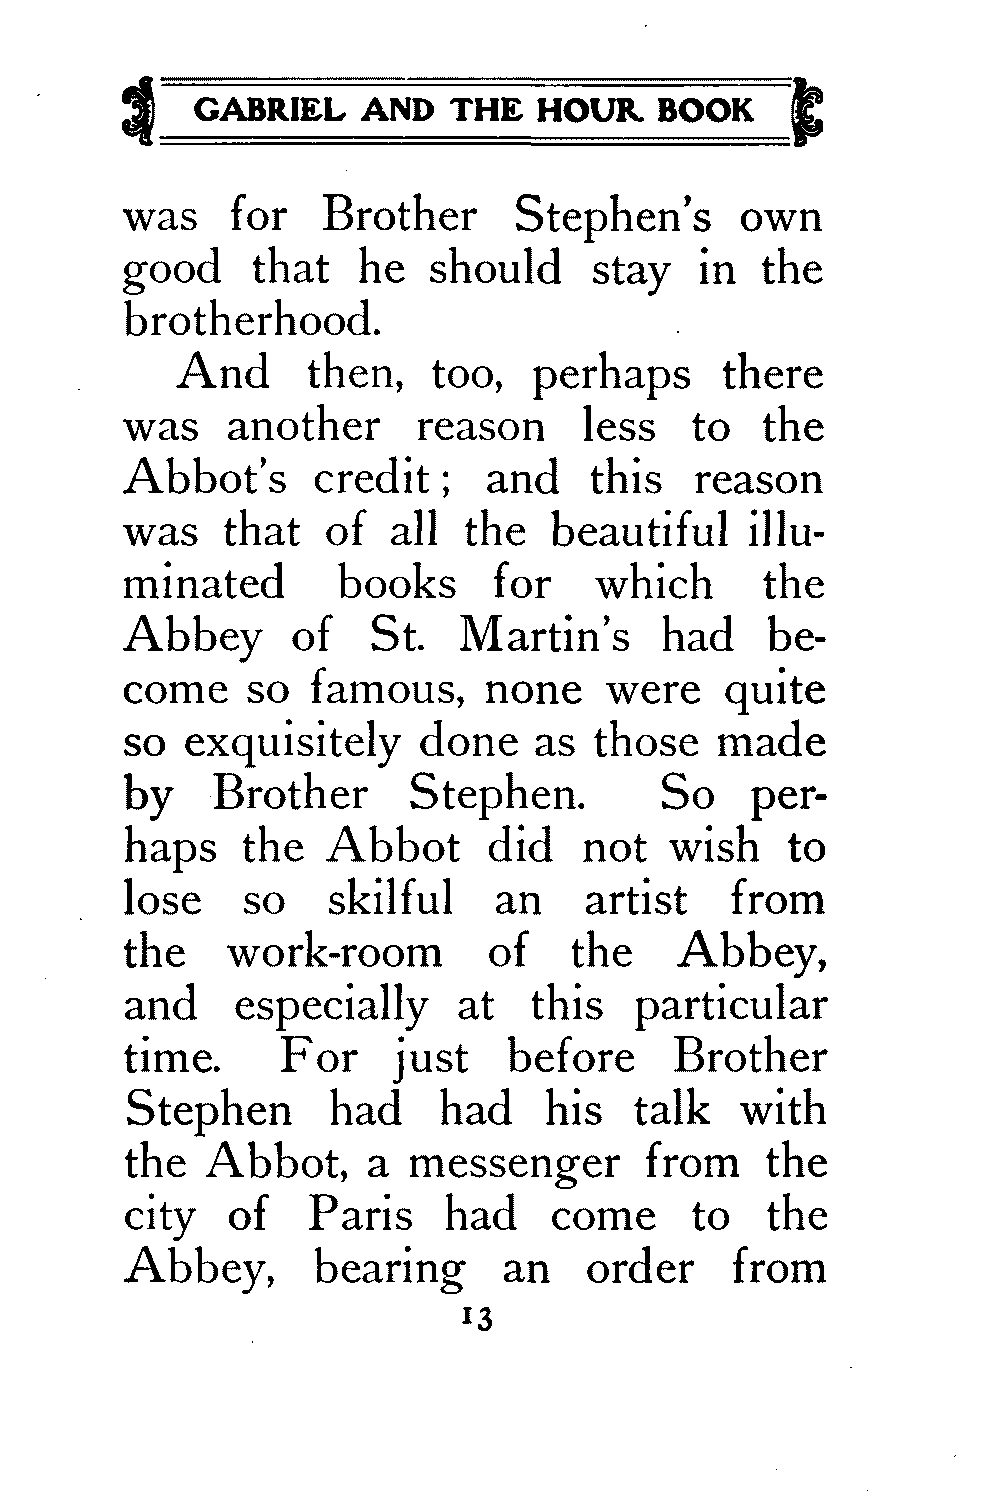 GABRIEL AND THE HOUR BOOK
was for Brother Stephen's own
good that he should stay in the
brotherhood.
And then, too, perhaps there
was another reason less to the
Abbot's credit; and this reason
was that of all the beautiful illu-
minated books for which the
Abbey of St. Martin's had be-
come so famous, none were quite
so exquisitely done as those made
by Brother Stephen. So per-
haps the Abbot did not wish to
lose so skilful an artist from
the work-room of the Abbey,
and especially at this particular
time. For just before Brother
Stephen had had his talk with
the Abbot, a messenger from the
city of Paris had come to the
Abbey, bearing an order from
13